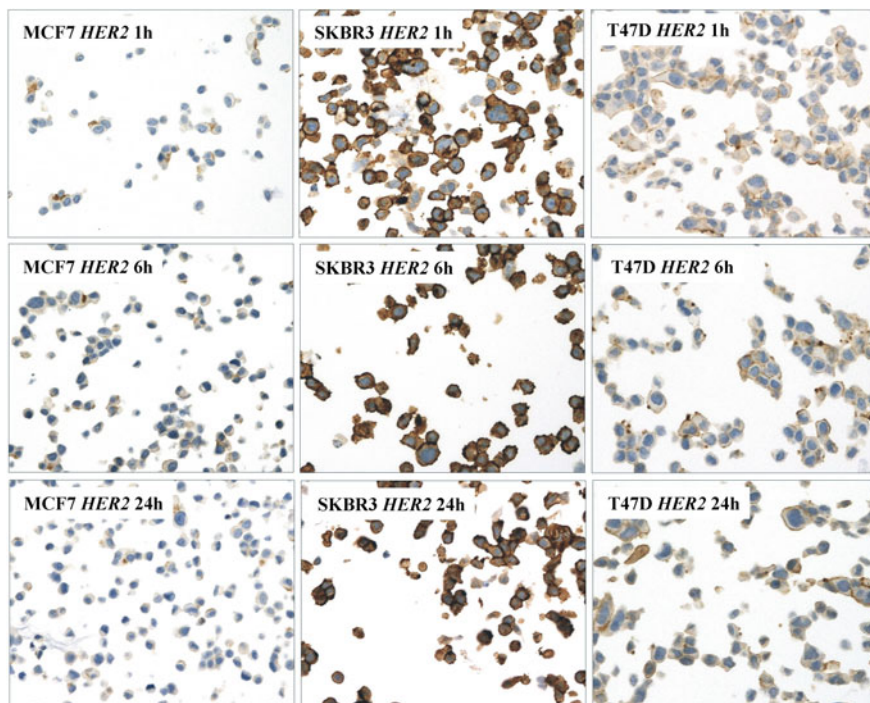 MCF7 HER2 1h
SKBR3 HER2 1h
T47D HER2 1h
MCF7 HER2 6h
SKBR3 HER2 6h
T47D HER2 6h
MCF7 HER2 24h
SKBR3 HER2 24h
T47D HER2 24h